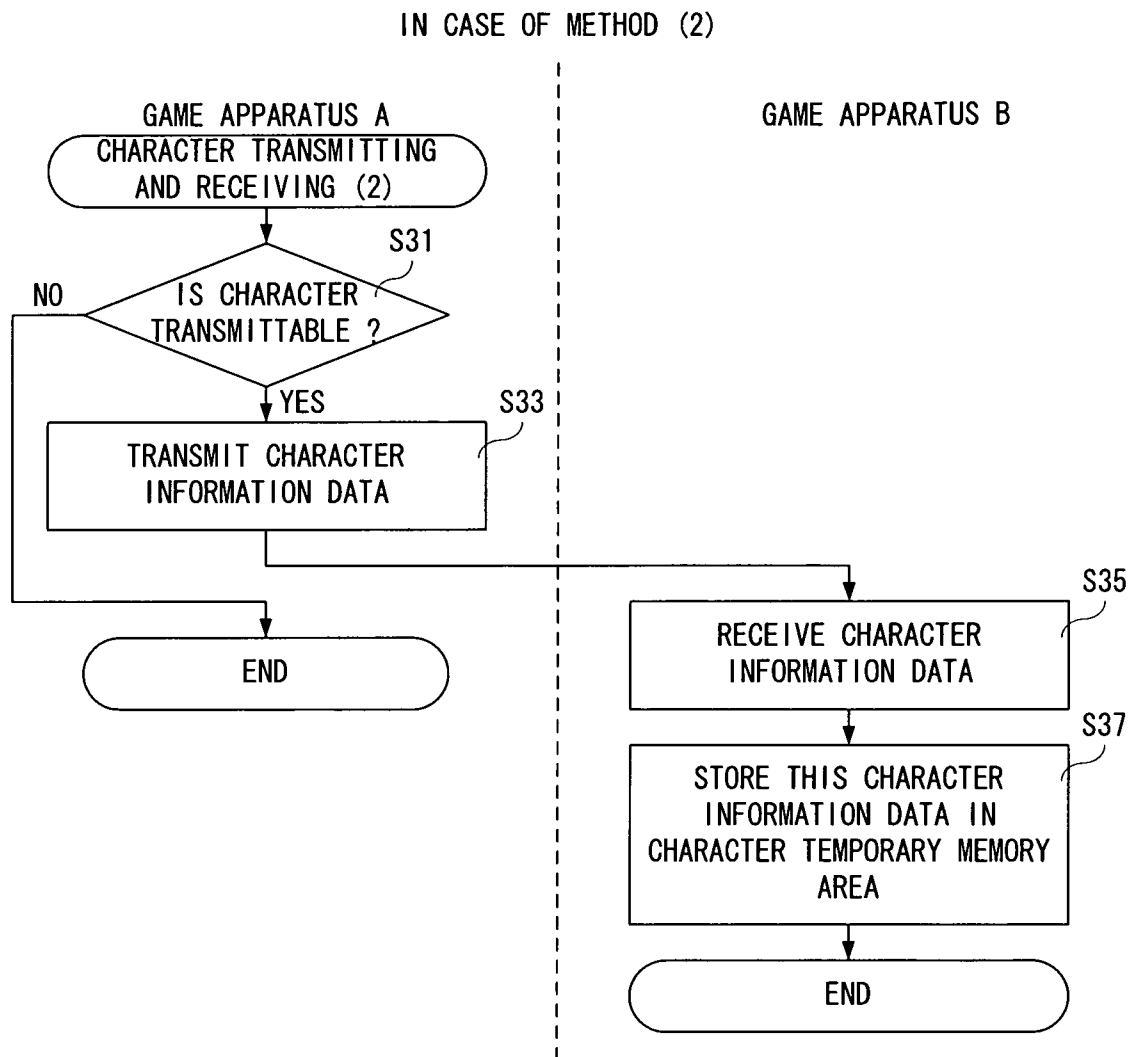 IN CASE OF METHOD (2)
GAME APPARATUS A
CHARACTER TRANSMITTING
AND RECEIVING (2)
S31
NO
IS CHARACTER
TRANSMITTABLE ?
YES
S33
TRANSMIT CHARACTER
INFORMATION DATA
END
GAME APPARATUS B
S35
RECEIVE CHARACTER
INFORMATION DATA
S37
STORE THIS CHARACTER
INFORMATION DATA IN
CHARACTER TEMPORARY MEMORY
AREA
END